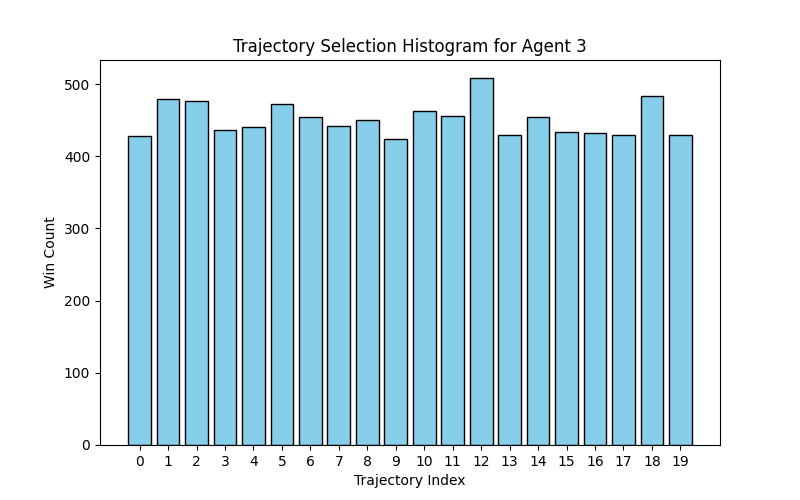 Trajectory Selection Histogram for Agent 3
Win Count
500
400
300
200
100
0
0 1 2 3 4 5 6 7 8 9 10 11 12 13 14 15 16 17 18 19
Trajectory Index